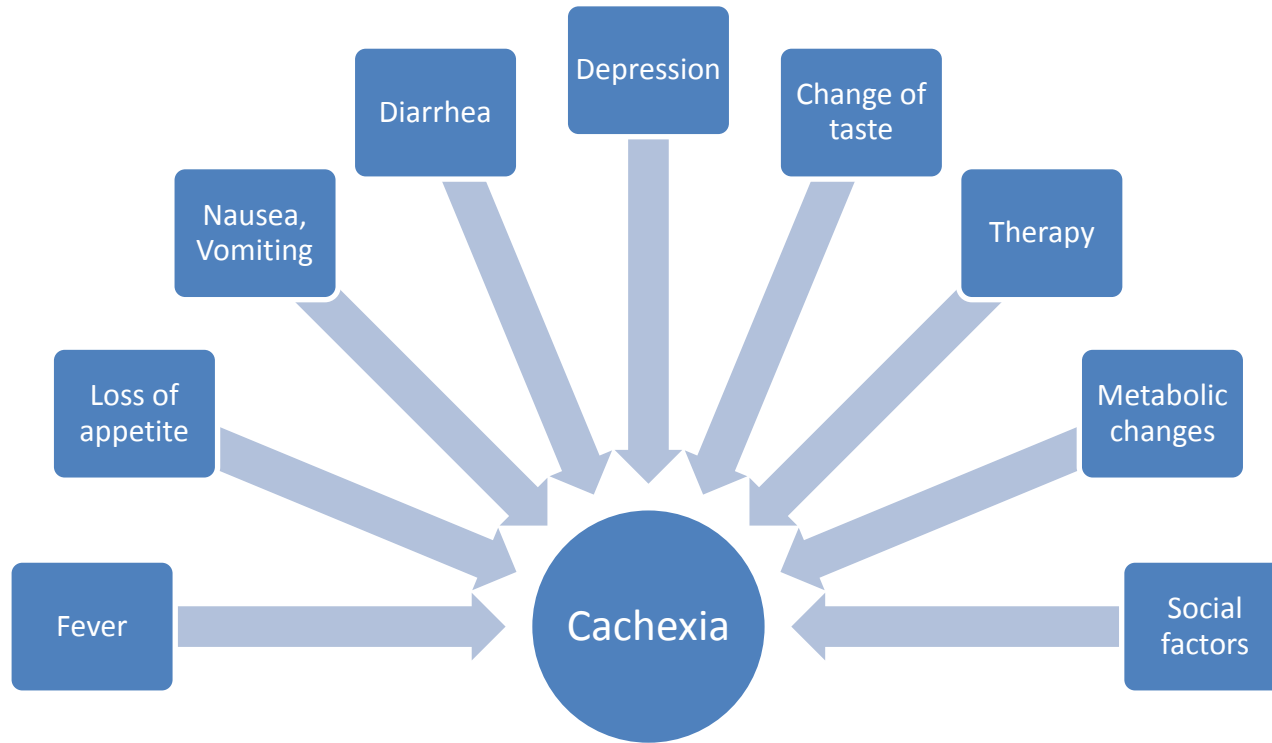 Fever
Loss of
appetite
Nausea,
Vomiting
Diarrhea
Depression
Change of
taste
Therapy
Metabolic
changes
Social
factors
Cachexia